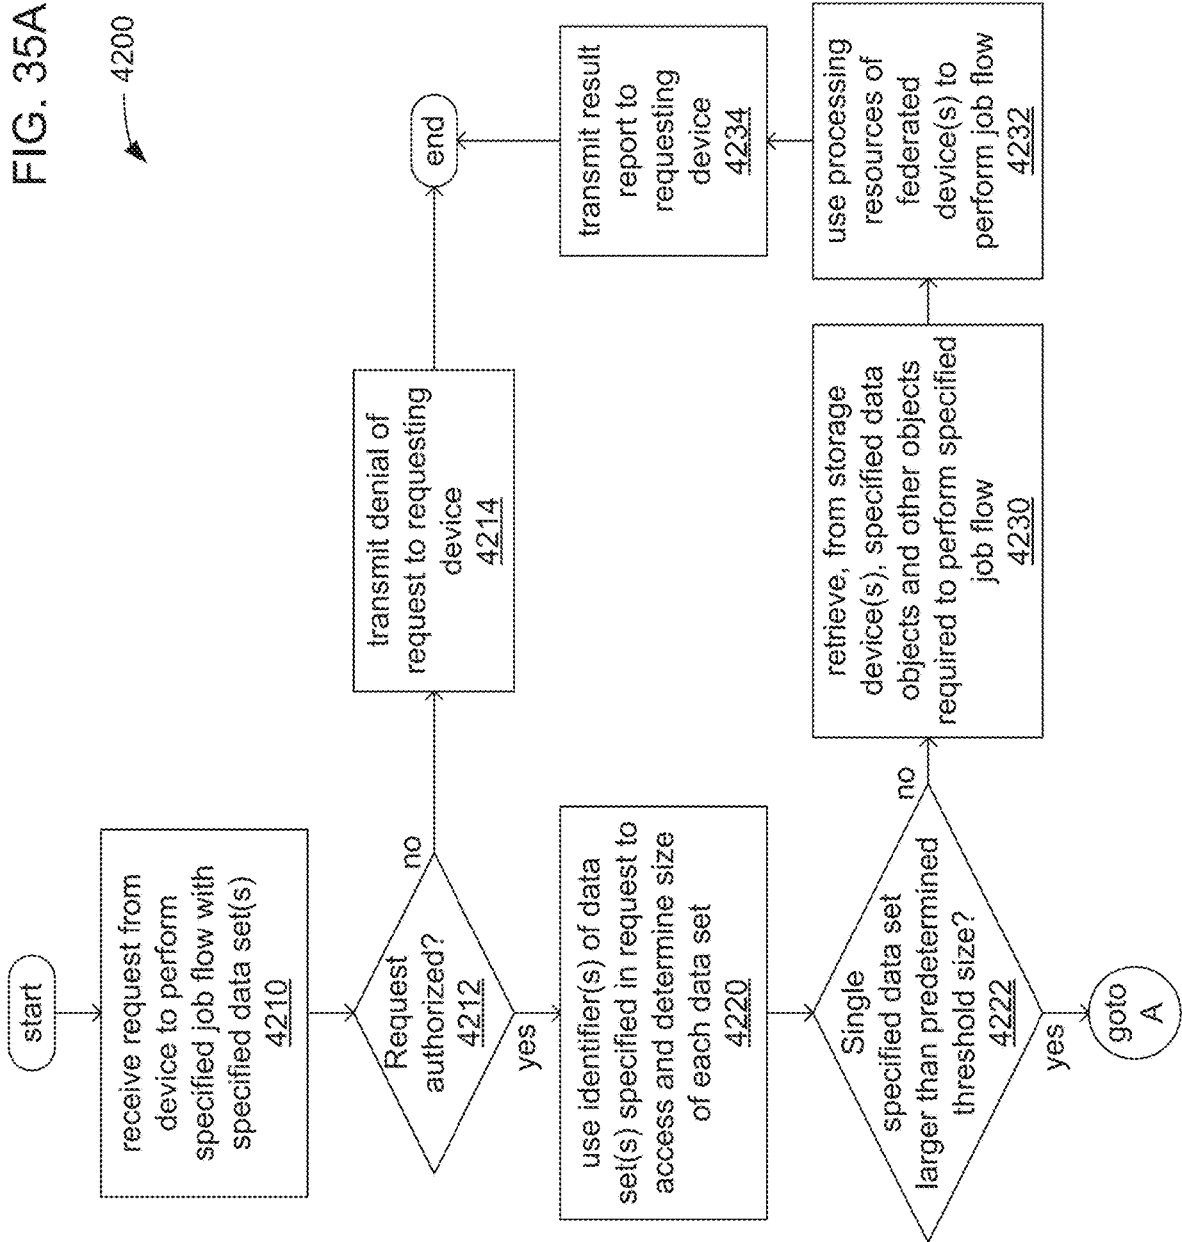 FIG. 35A
4200
start
receive request from
device to perform
specified job flow with
specified data set(s)
4210
Request
authorized?
4212
no
yes
transmit denial of
request to requesting
device
4214
end
use identifier(s) of data
set(s) specified in request to
access and determine size
of each data set
4220
Single
specified data set
larger than predetermined
threshold size?
4222
no
yes
goto
A
retrieve, from storage
device(s), specified data
objects and other objects
required to perform specified
job flow
4230
use processing
resources of
federated
device(s) to
perform job flow
4232
transmit result
report to
requesting
device
4234